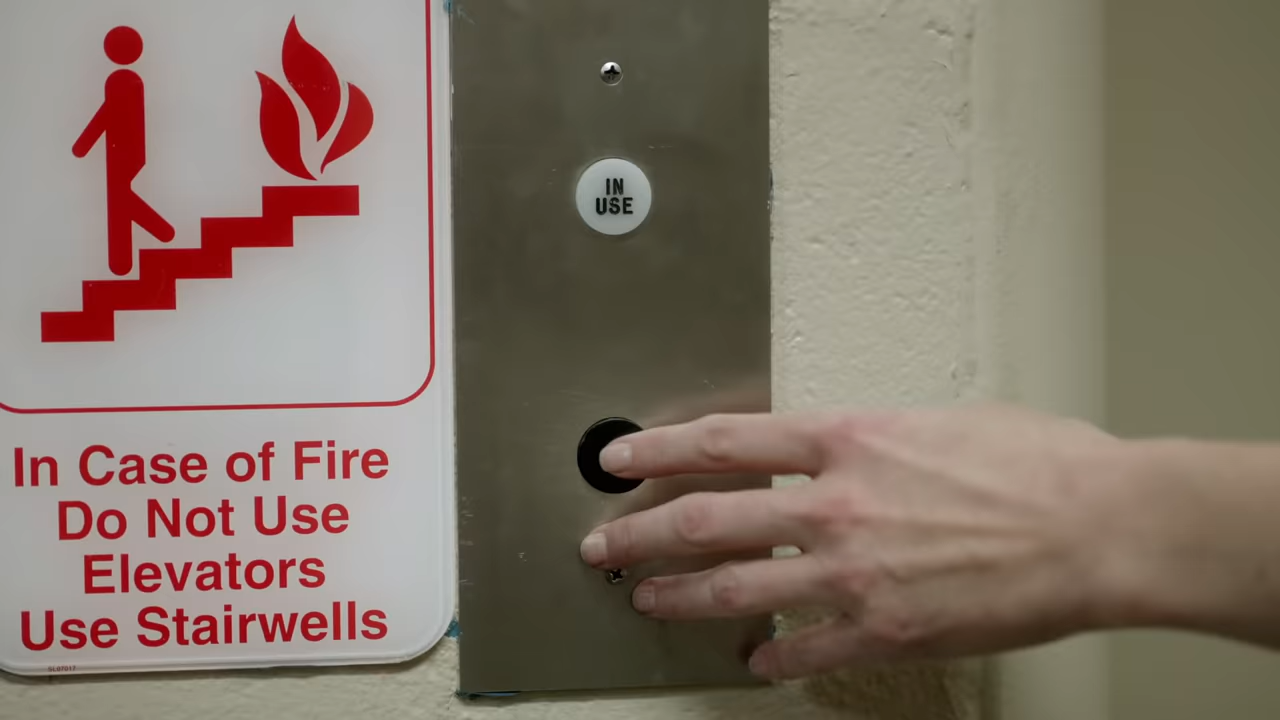 In Case of Fire
Do Not Use
Elevators
Use Stairwells
IN
USE